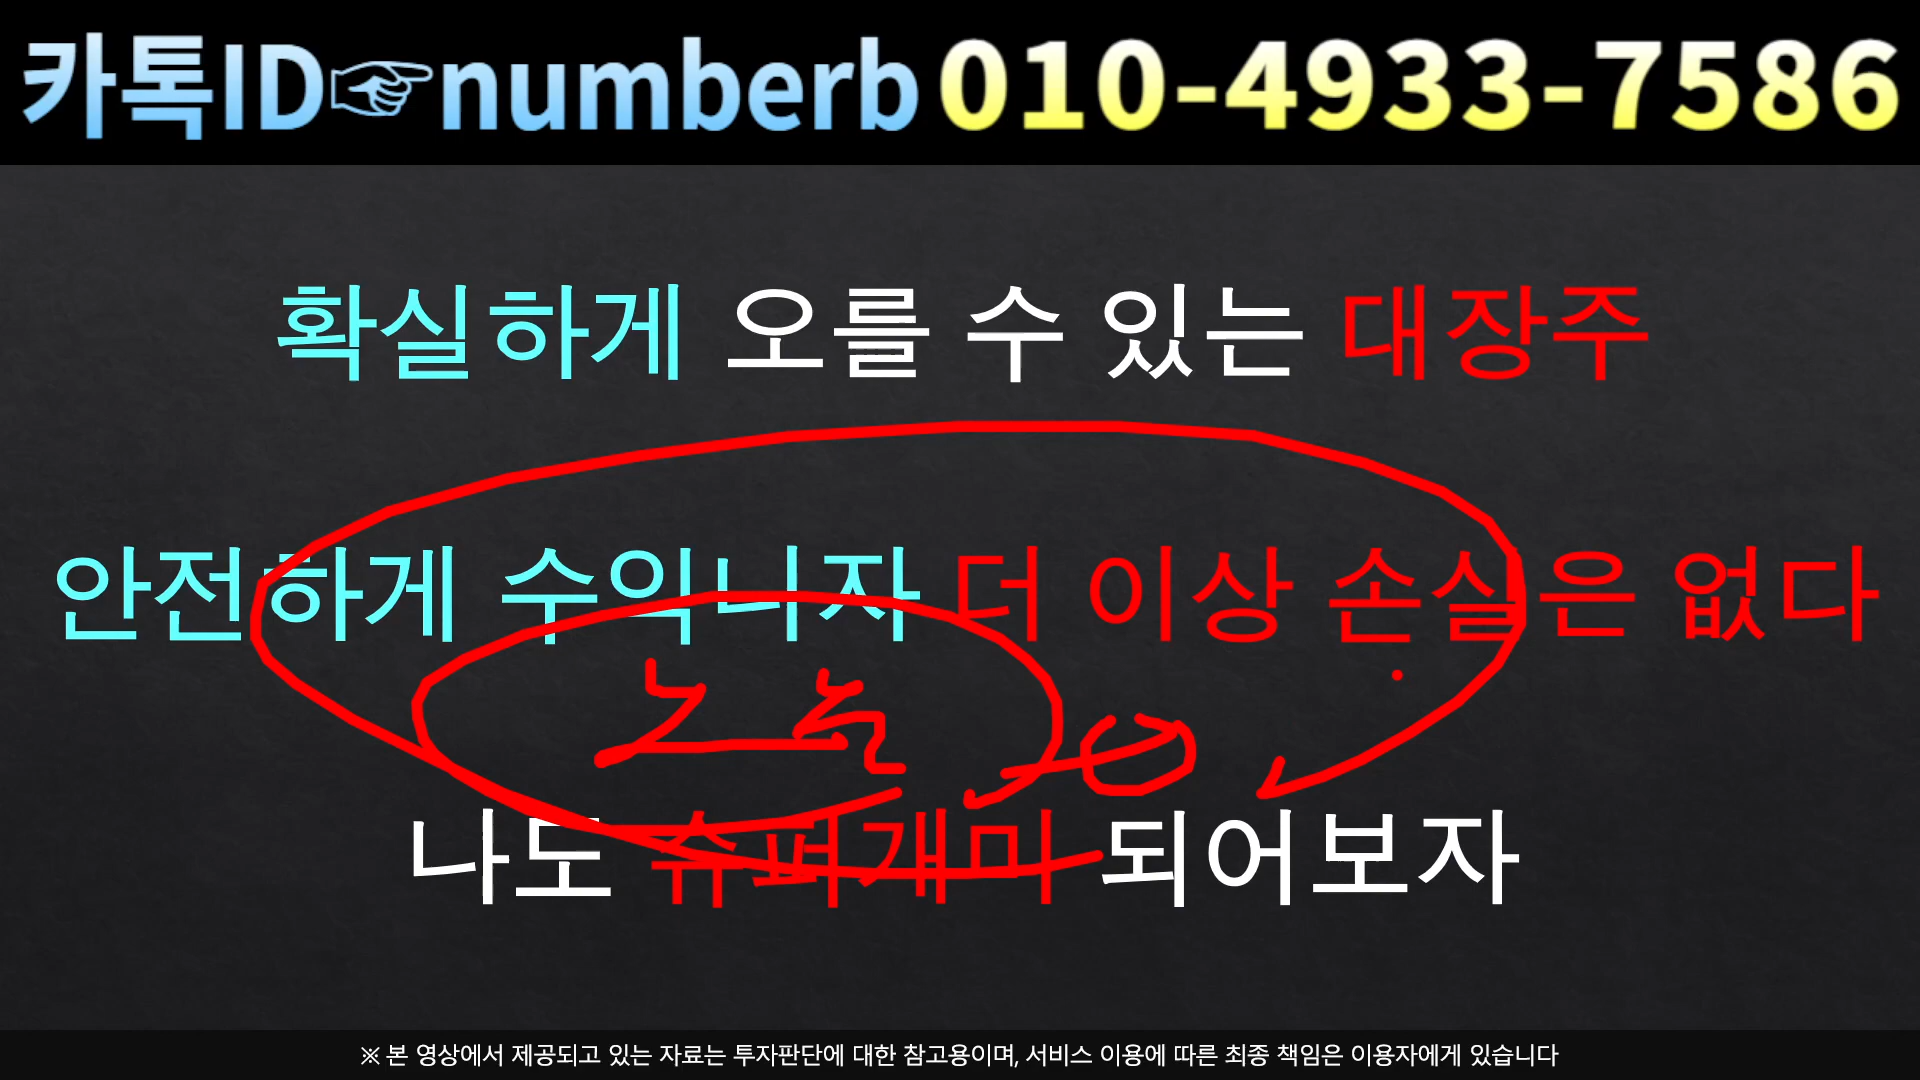 카톡ID☞numberb 010-4933-7586
확실하게 오를 수 있는 대장주
안전하게 수익니자 더 이상 손실은 없다
나도 슈퍼개미 되어보자
※ 본 영상에서 제공되고 있는 자료는 투자판단에 대한 참고용이며, 서비스 이용에 따른 최종 책임은 이용자에게 있습니다